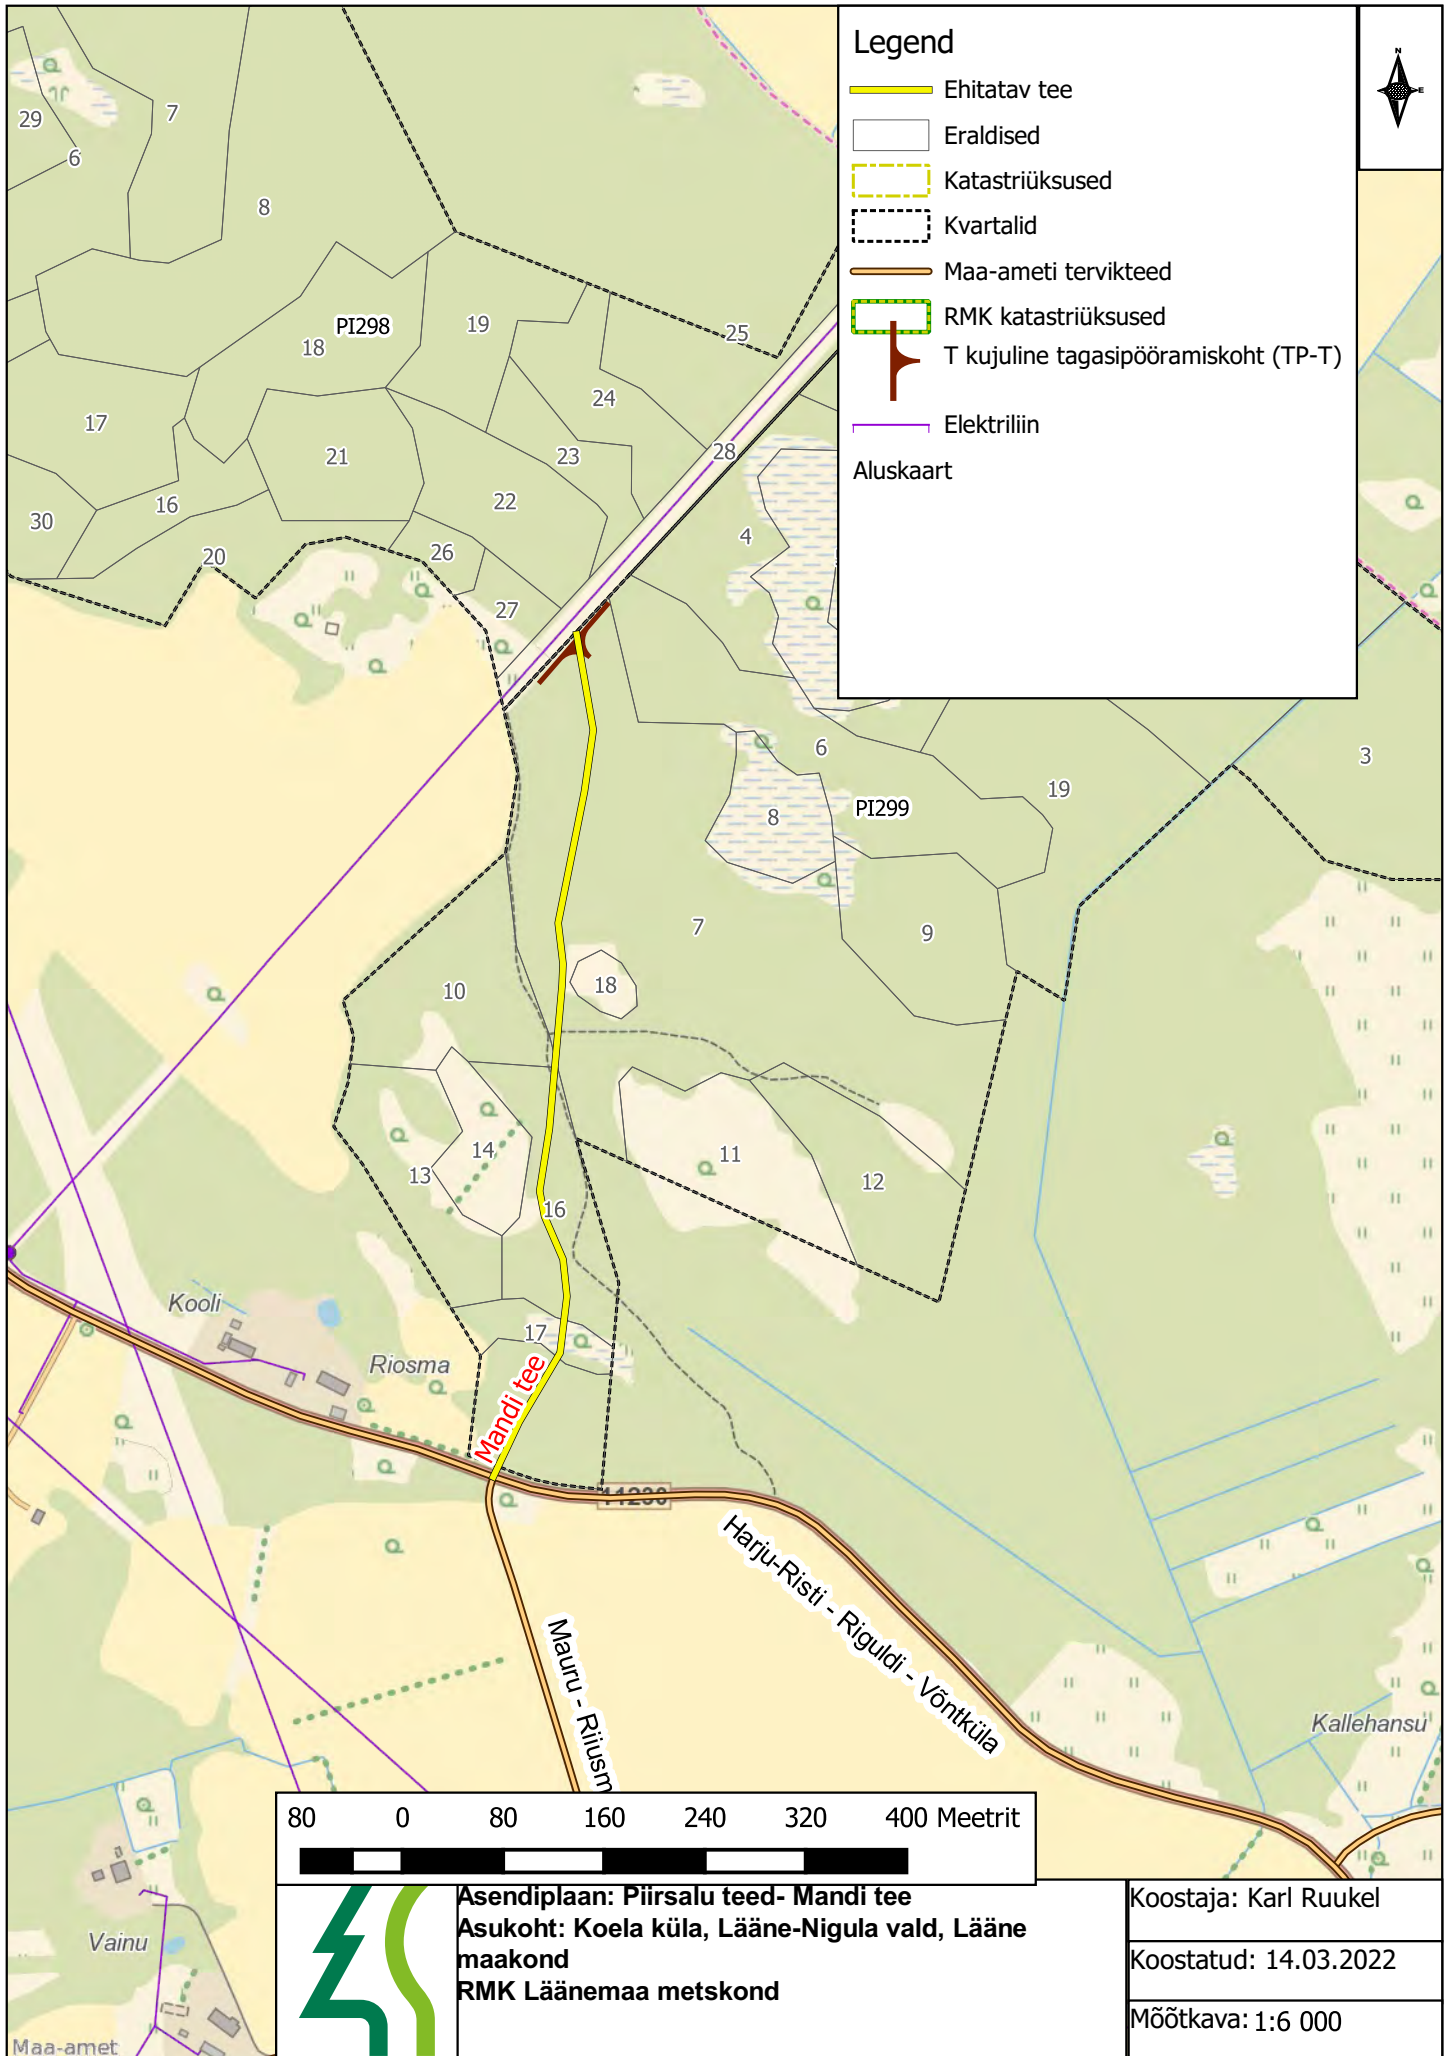 Legend
Ehitatav tee
Eraldised
Katastriüksused
Kvartalid
Maa-ameti tervikteed
RMK katastriüksused
T kujuline tagasipööramiskoht (TP-T)
Elektriliin
Aluskaart
N
E
29
7
6
8
PI298
18
19
25
24
17
21
23
28
22
16
30
20
26
4
27
6
3
19
8
PI299
7
9
18
10
14
11
13
12
16
Kooli
17
Riosma
Mandi tee
11230
Harju-Risti - Riguldi - Võntküla
Mauru - Riiusm
Kallehansu
Vainu
Maa-amet
80 0 80 160 240 320 400 Meetrit
Asendiplaan: Piirsalu teed- Mandi tee
Asukoht: Koela küla, Lääne-Nigula vald, Lääne
maakond
RMK Läänemaa metskond
Koostaja: Karl Ruukel
Koostatud: 14.03.2022
Mõõtkava: 1:6 000